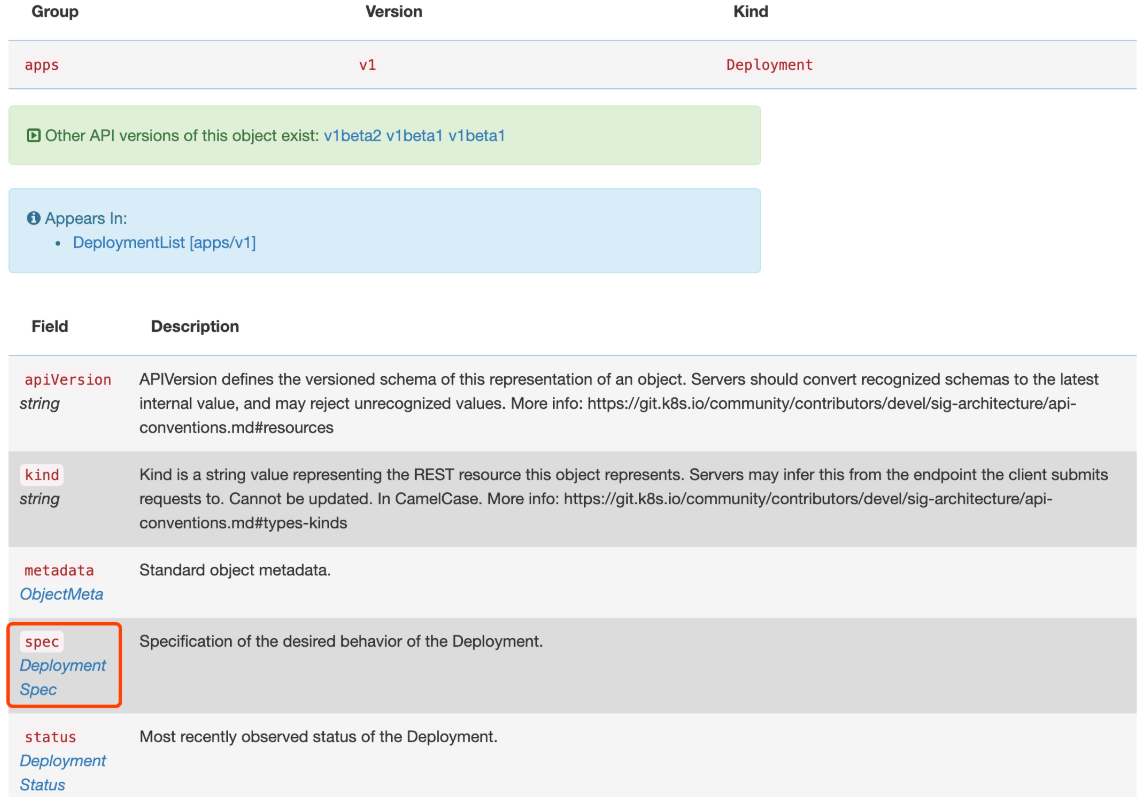 Group Version Kind
apps v1 Deployment
Other API versions of this object exist: v1beta2 v1beta1 v1beta1
Appears In:
• DeploymentList [apps/v1]
Field Description
apiVersion APIVersion defines the versioned schema of this representation of an object. Servers should convert recognized schemas to the latest
string internal value, and may reject unrecognized values. More info: https://git.k8s.io/community/contributors/devel/sig-architecture/api-
conventions.md#resources
kind Kind is a string value representing the REST resource this object represents. Servers may infer this from the endpoint the client submits
string requests to. Cannot be updated. In CamelCase. More info: https://git.k8s.io/community/contributors/devel/sig-architecture/api-
conventions.md#types-kinds
metadata Standard object metadata.
ObjectMeta
spec Specification of the desired behavior of the Deployment.
Deployment
Spec
status Most recently observed status of the Deployment.
Deployment
Status